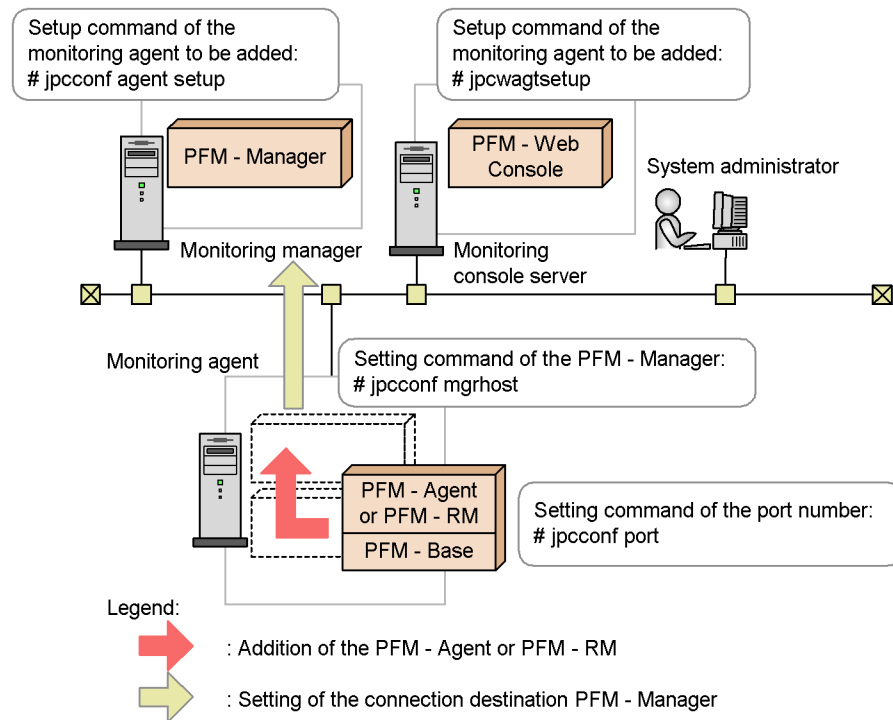 Setup command of the
monitoring agent to be added:
# jpcconf agent setup
Setup command of the
monitoring agent to be added:
# jpcwagtsetup
PFM - Manager
PFM - Web
Console
System administrator
Monitoring manager
Monitoring
console server
Monitoring agent
Setting command of the PFM - Manager:
# jpcconf mgrhost
PFM - Agent
or PFM - RM
PFM - Base
Setting command of the port number:
# jpcconf port
Legend:
: Addition of the PFM - Agent or PFM - RM
: Setting of the connection destination PFM - Manager